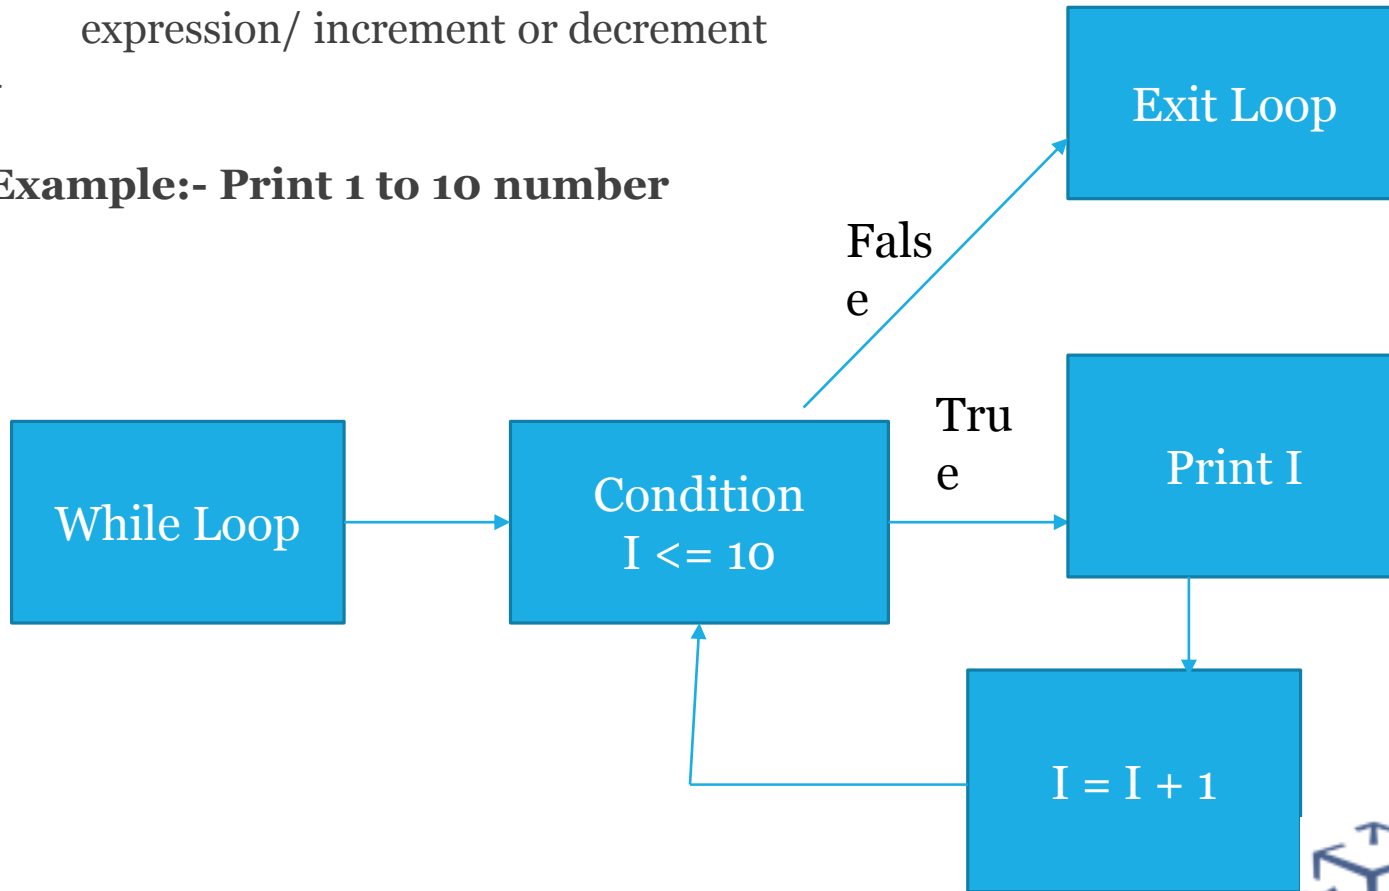 expression/ increment or decrement
Example:- Print 1 to 10 number
Exit Loop
Fals
e
Tru
e
Print I
While Loop
Condition
I <= 10
I = I + 1